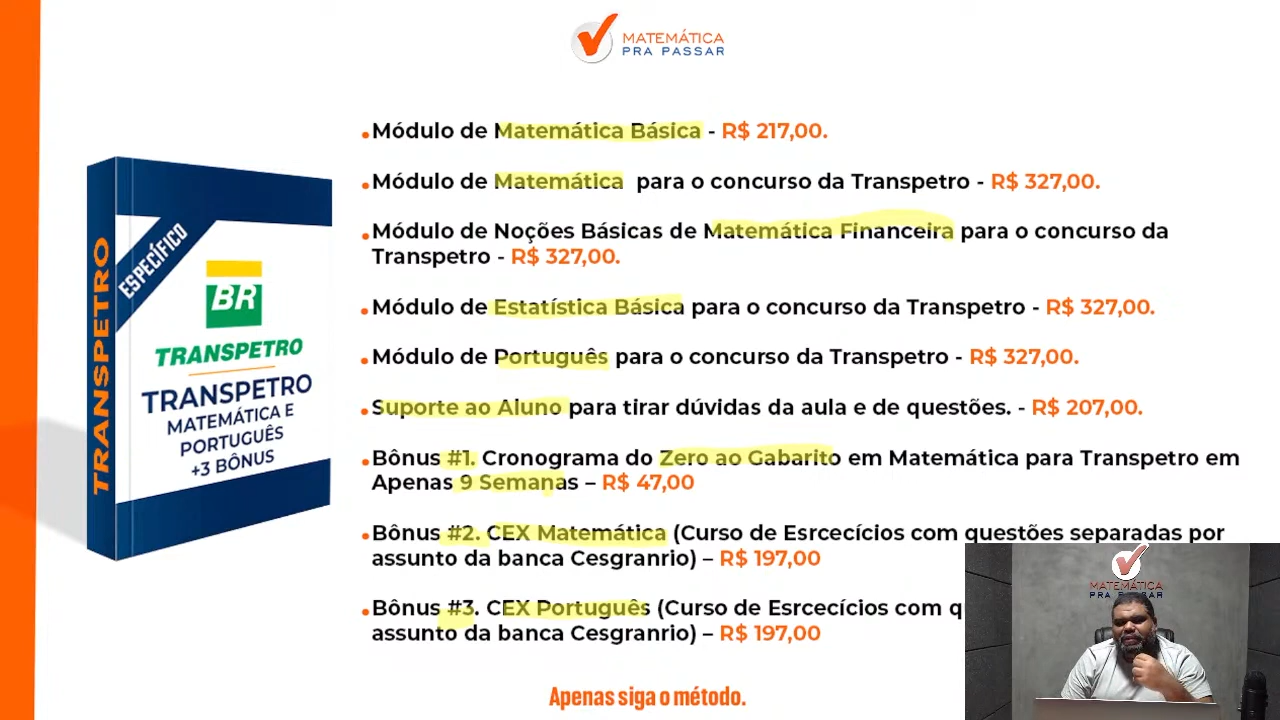 MATEMÁTICA
PRA PASSAR
•Módulo de Matemática Básica - R$ 217,00.
•Módulo de Matemática para o concurso da Transpetro - R$ 327,00.
•Módulo de Noções Básicas de Matemática Financeira para o concurso da
Transpetro - R$ 327,00.
•Módulo de Estatística Básica para o concurso da Transpetro - R$ 327,00.
•Módulo de Português para o concurso da Transpetro - R$ 327,00.
•Suporte ao Aluno para tirar dúvidas da aula e de questões. - R$ 207,00.
•Bônus #1. Cronograma do Zero ao Gabarito em Matemática para Transpetro em
Apenas 9 Semanas – R$ 47,00
•Bônus #2. CEX Matemática (Curso de Esrcecícios com questões separadas por
assunto da banca Cesgranrio) – R$ 197,00
•Bônus #3. CEX Português (Curso de Esrcecícios com q
assunto da banca Cesgranrio) – R$ 197,00
Apenas siga o método.
TRANSPETRO
ESPECÍFICO
BR
TRANSPETRO
TRANSPETRO
MATEMÁTICA E
PORTUGUÊS
+3 BÔNUS
MATEMÁTICA
PRA PASSAR